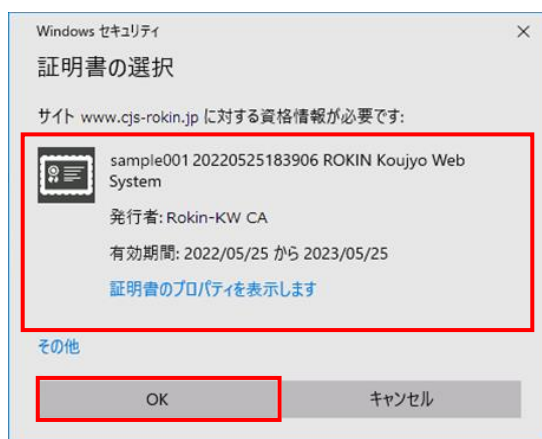 Windows セキュリティ
証明書の選択
サイト www.cjs-rokin.jp に対する資格情報が必要です:
sample001 20220525183906 ROKIN Koujyo Web
System
発行者: Rokin-KW CA
有効期間: 2022/05/25 から 2023/05/25
証明書のプロパティを表示します
その他
OK
キャンセル